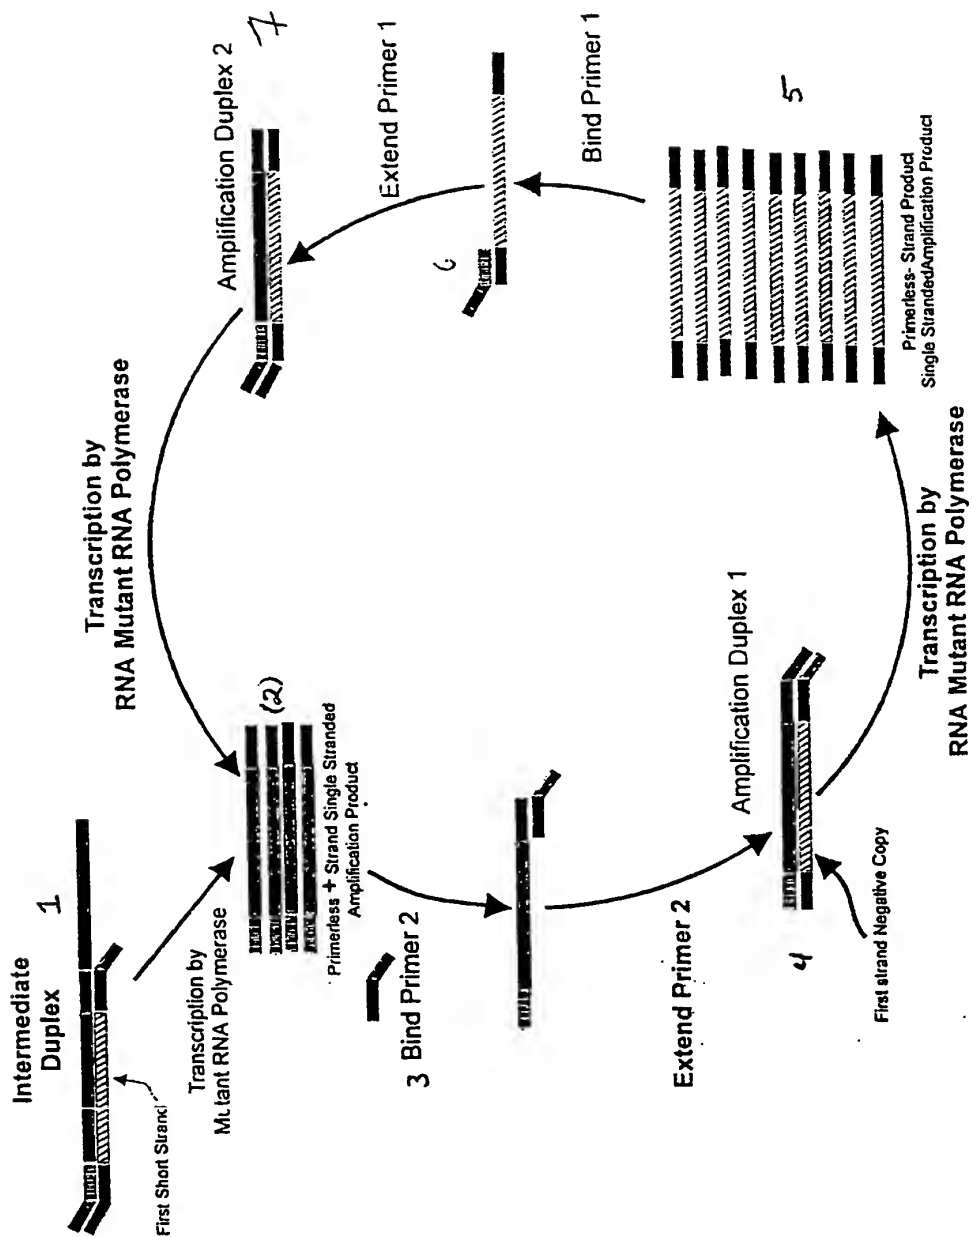 Intermediate
Duplex
1
First Short Strand
Transcription by
Mutant RNA Polymerase
(2)
Primerless + Strand Single Stranded
Amplification Product
3 Bind Primer 2
Extend Primer 2
4
First strand Negative Copy
Amplification Duplex 1
Transcription by
RNA Mutant RNA Polymerase
5
Primerless- Strand Product
Single StrandedAmplification Product
Bind Primer 1
6
Extend Primer 1
Amplification Duplex 2
7
Transcription by
RNA Mutant RNA Polymerase